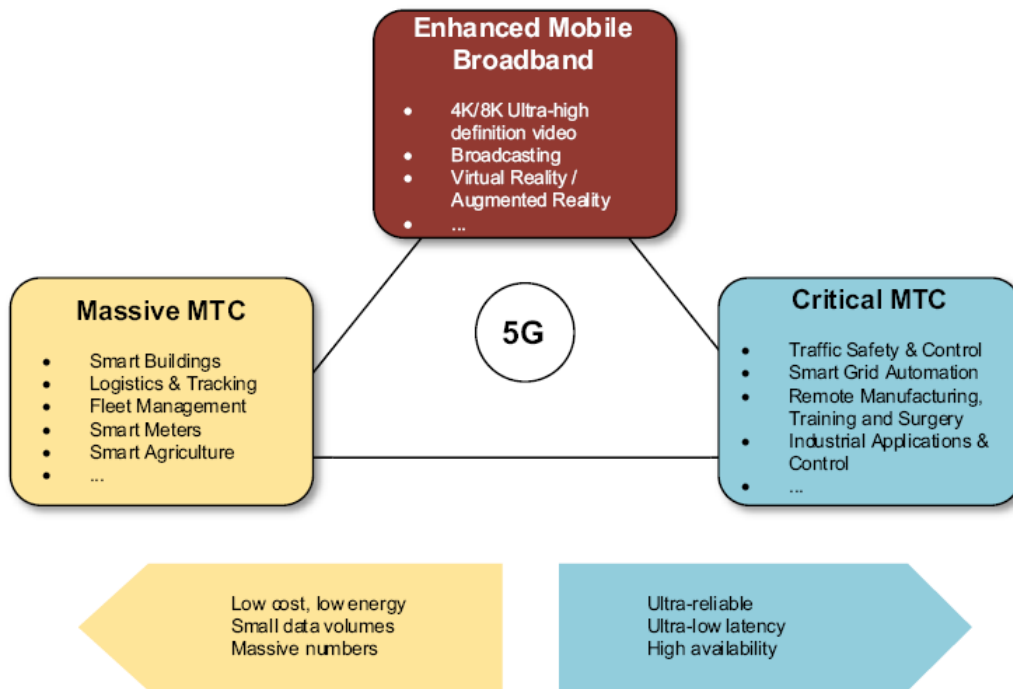 Enhanced Mobile
Broadband
• 4K/8K Ultra-high
definition video
• Broadcasting
• Virtual Reality /
Augmented Reality
• ...
Massive MTC
• Smart Buildings
• Logistics & Tracking
• Fleet Management
• Smart Meters
• Smart Agriculture
• ...
5G
Critical MTC
• Traffic Safety & Control
• Smart Grid Automation
• Remote Manufacturing,
Training and Surgery
• Industrial Applications &
Control
• ...
Low cost, low energy
Small data volumes
Massive numbers
Ultra-reliable
Ultra-low latency
High availability